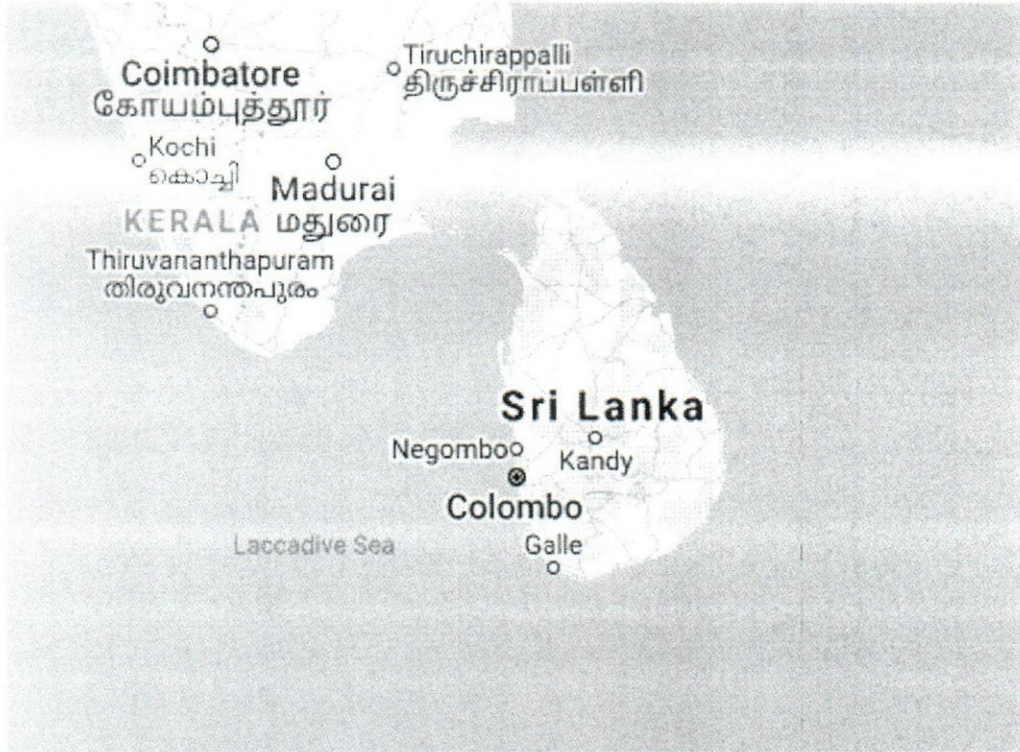 Coimbatore
கோயம்புத்தூர்
Tiruchirappalli
திருச்சிராப்பள்ளி
Kochi
കൊച്ചി
Madurai
மதுரை
KERALA
Thiruvananthapuram
തിരുവനന്തപുരം
Sri Lanka
Negombo
Kandy
Colombo
Laccadive Sea
Galle